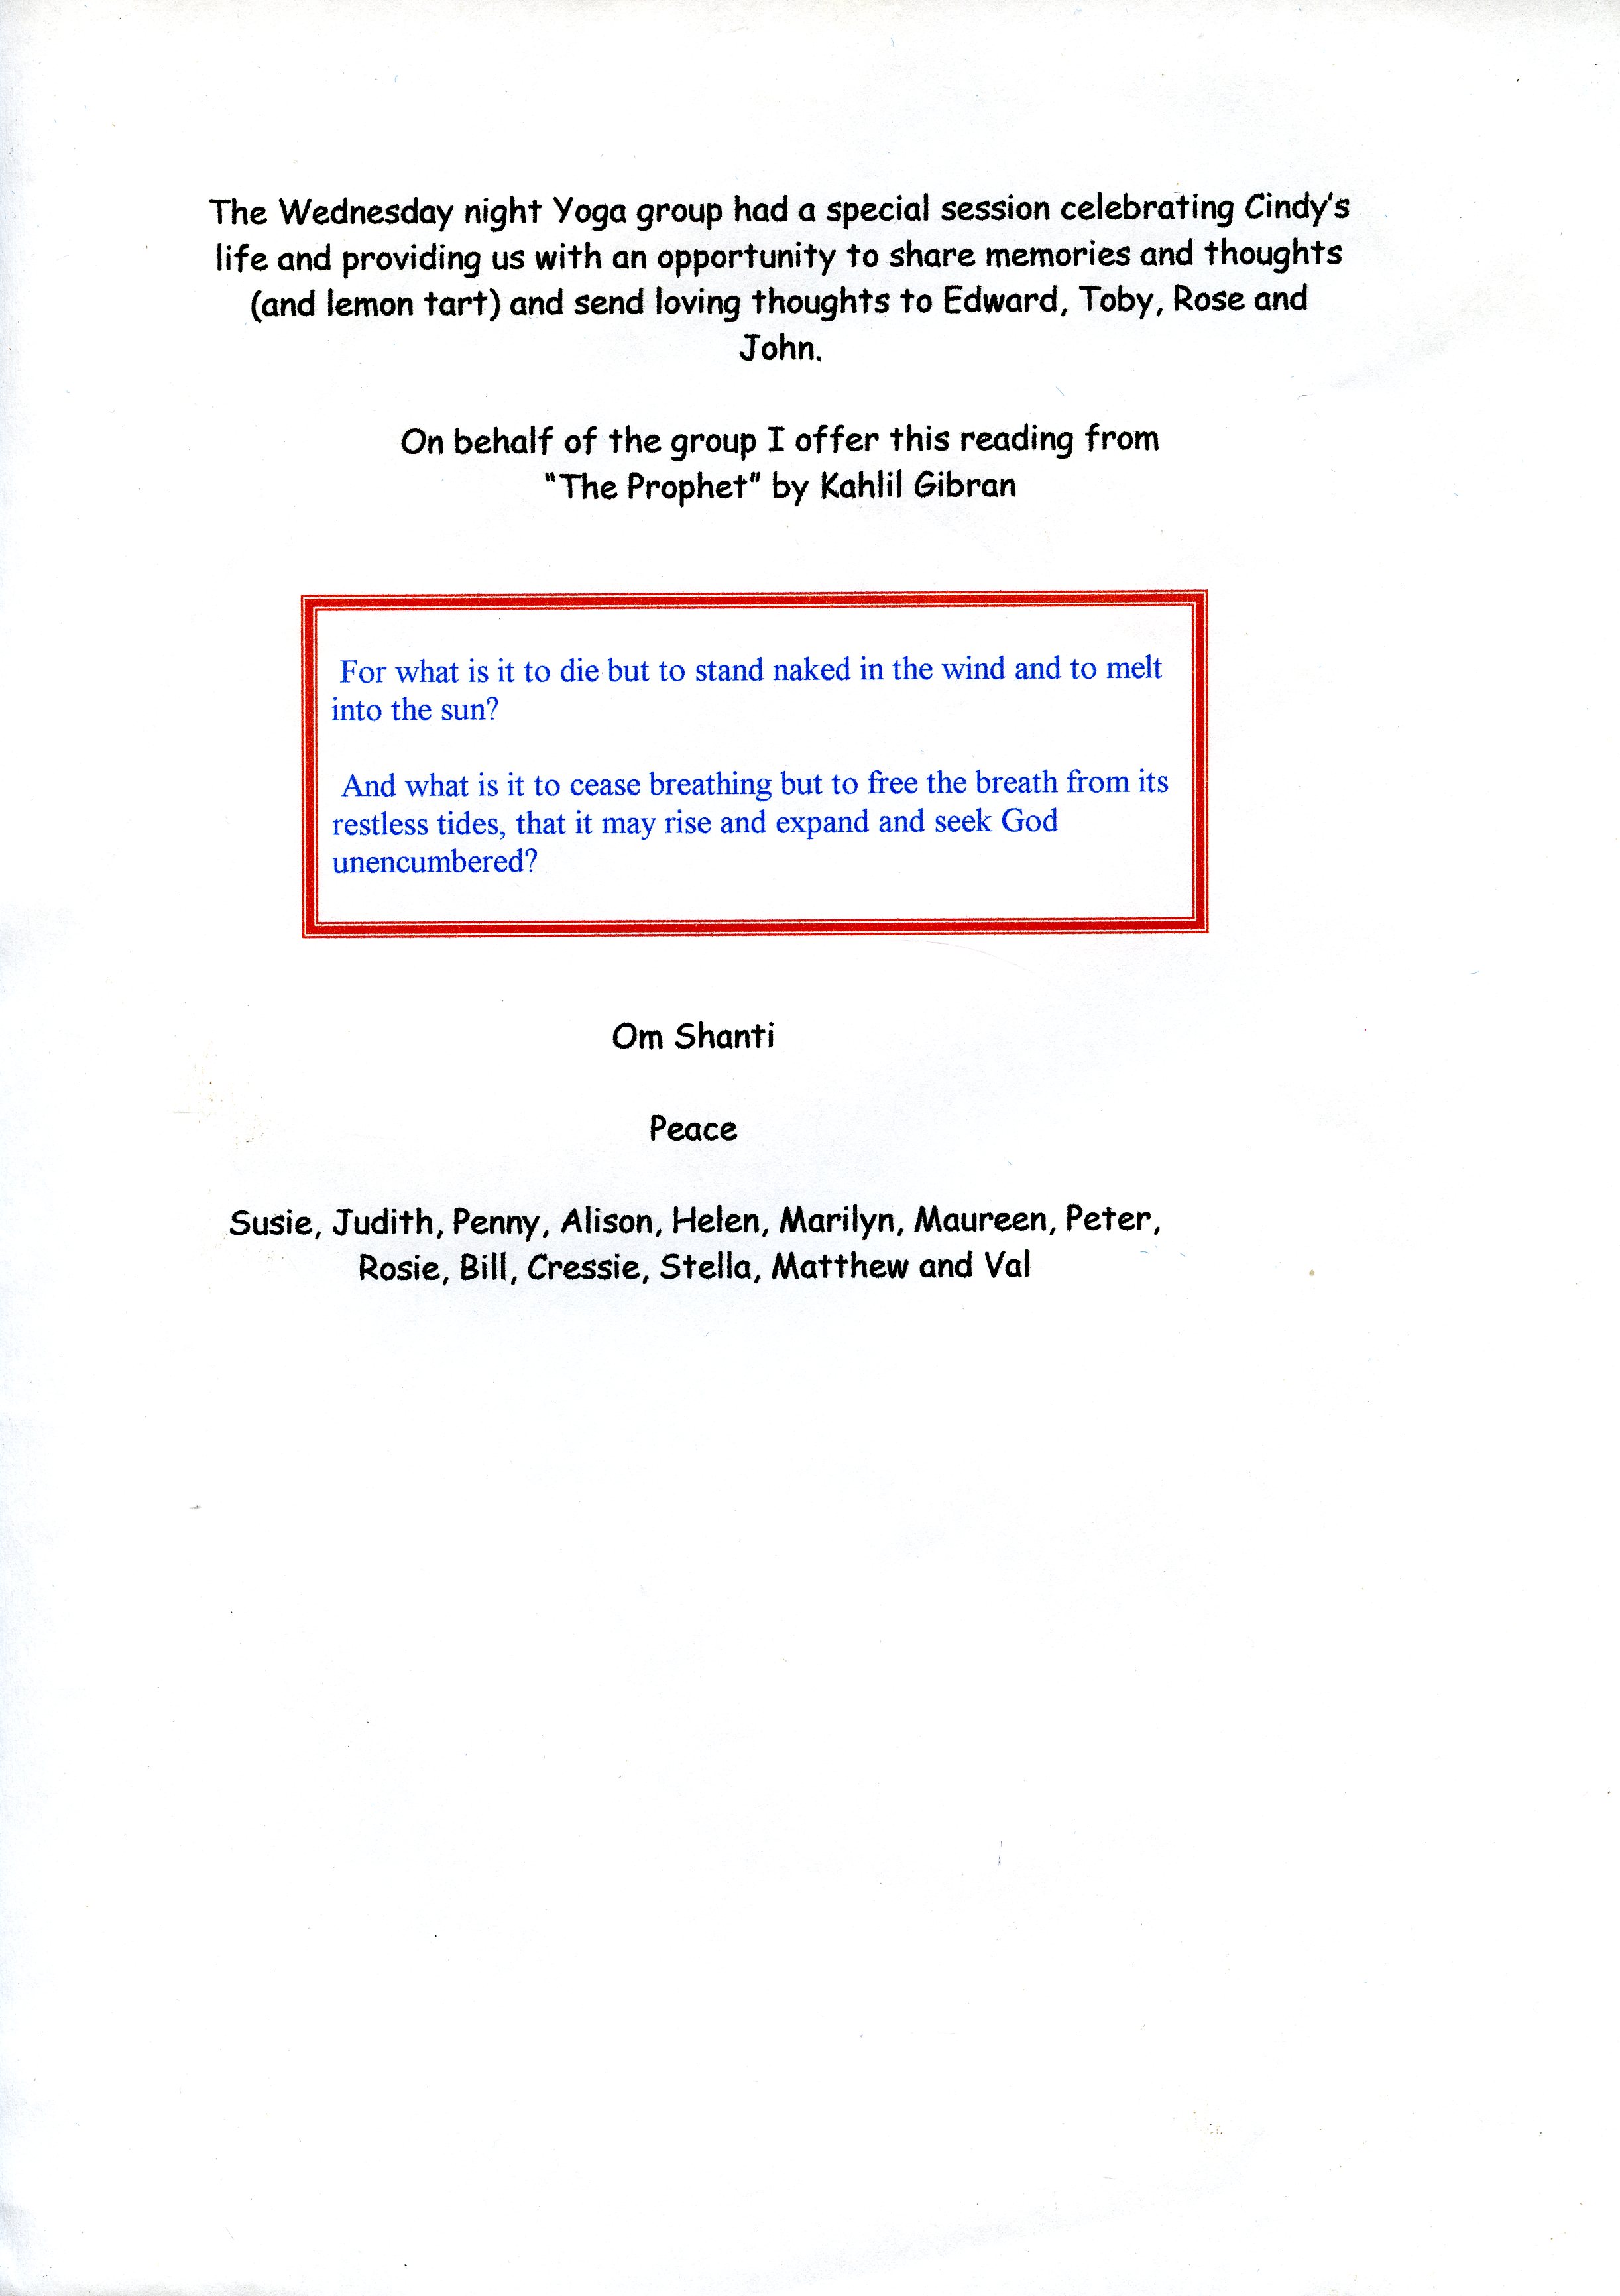 The Wednesday night Yoga group had a special session celebrating Cindy's
life and providing us with an opportunity to share memories and thoughts
(and lemon tart) and send loving thoughts to Edward, Toby, Rose and
John.
On behalf of the group I offer this reading from
"The Prophet" by Kahlil Gibran
For what is it to die but to stand naked in the wind and to melt
into the sun?
And what is it to cease breathing but to free the breath from its
restless tides, that it may rise and expand and seek God
unencumbered?
Om Shanti
Peace
Susie, Judith, Penny, Alison, Helen, Marilyn, Maureen, Peter,
Rosie, Bill, Cressie, Stella, Matthew and Val